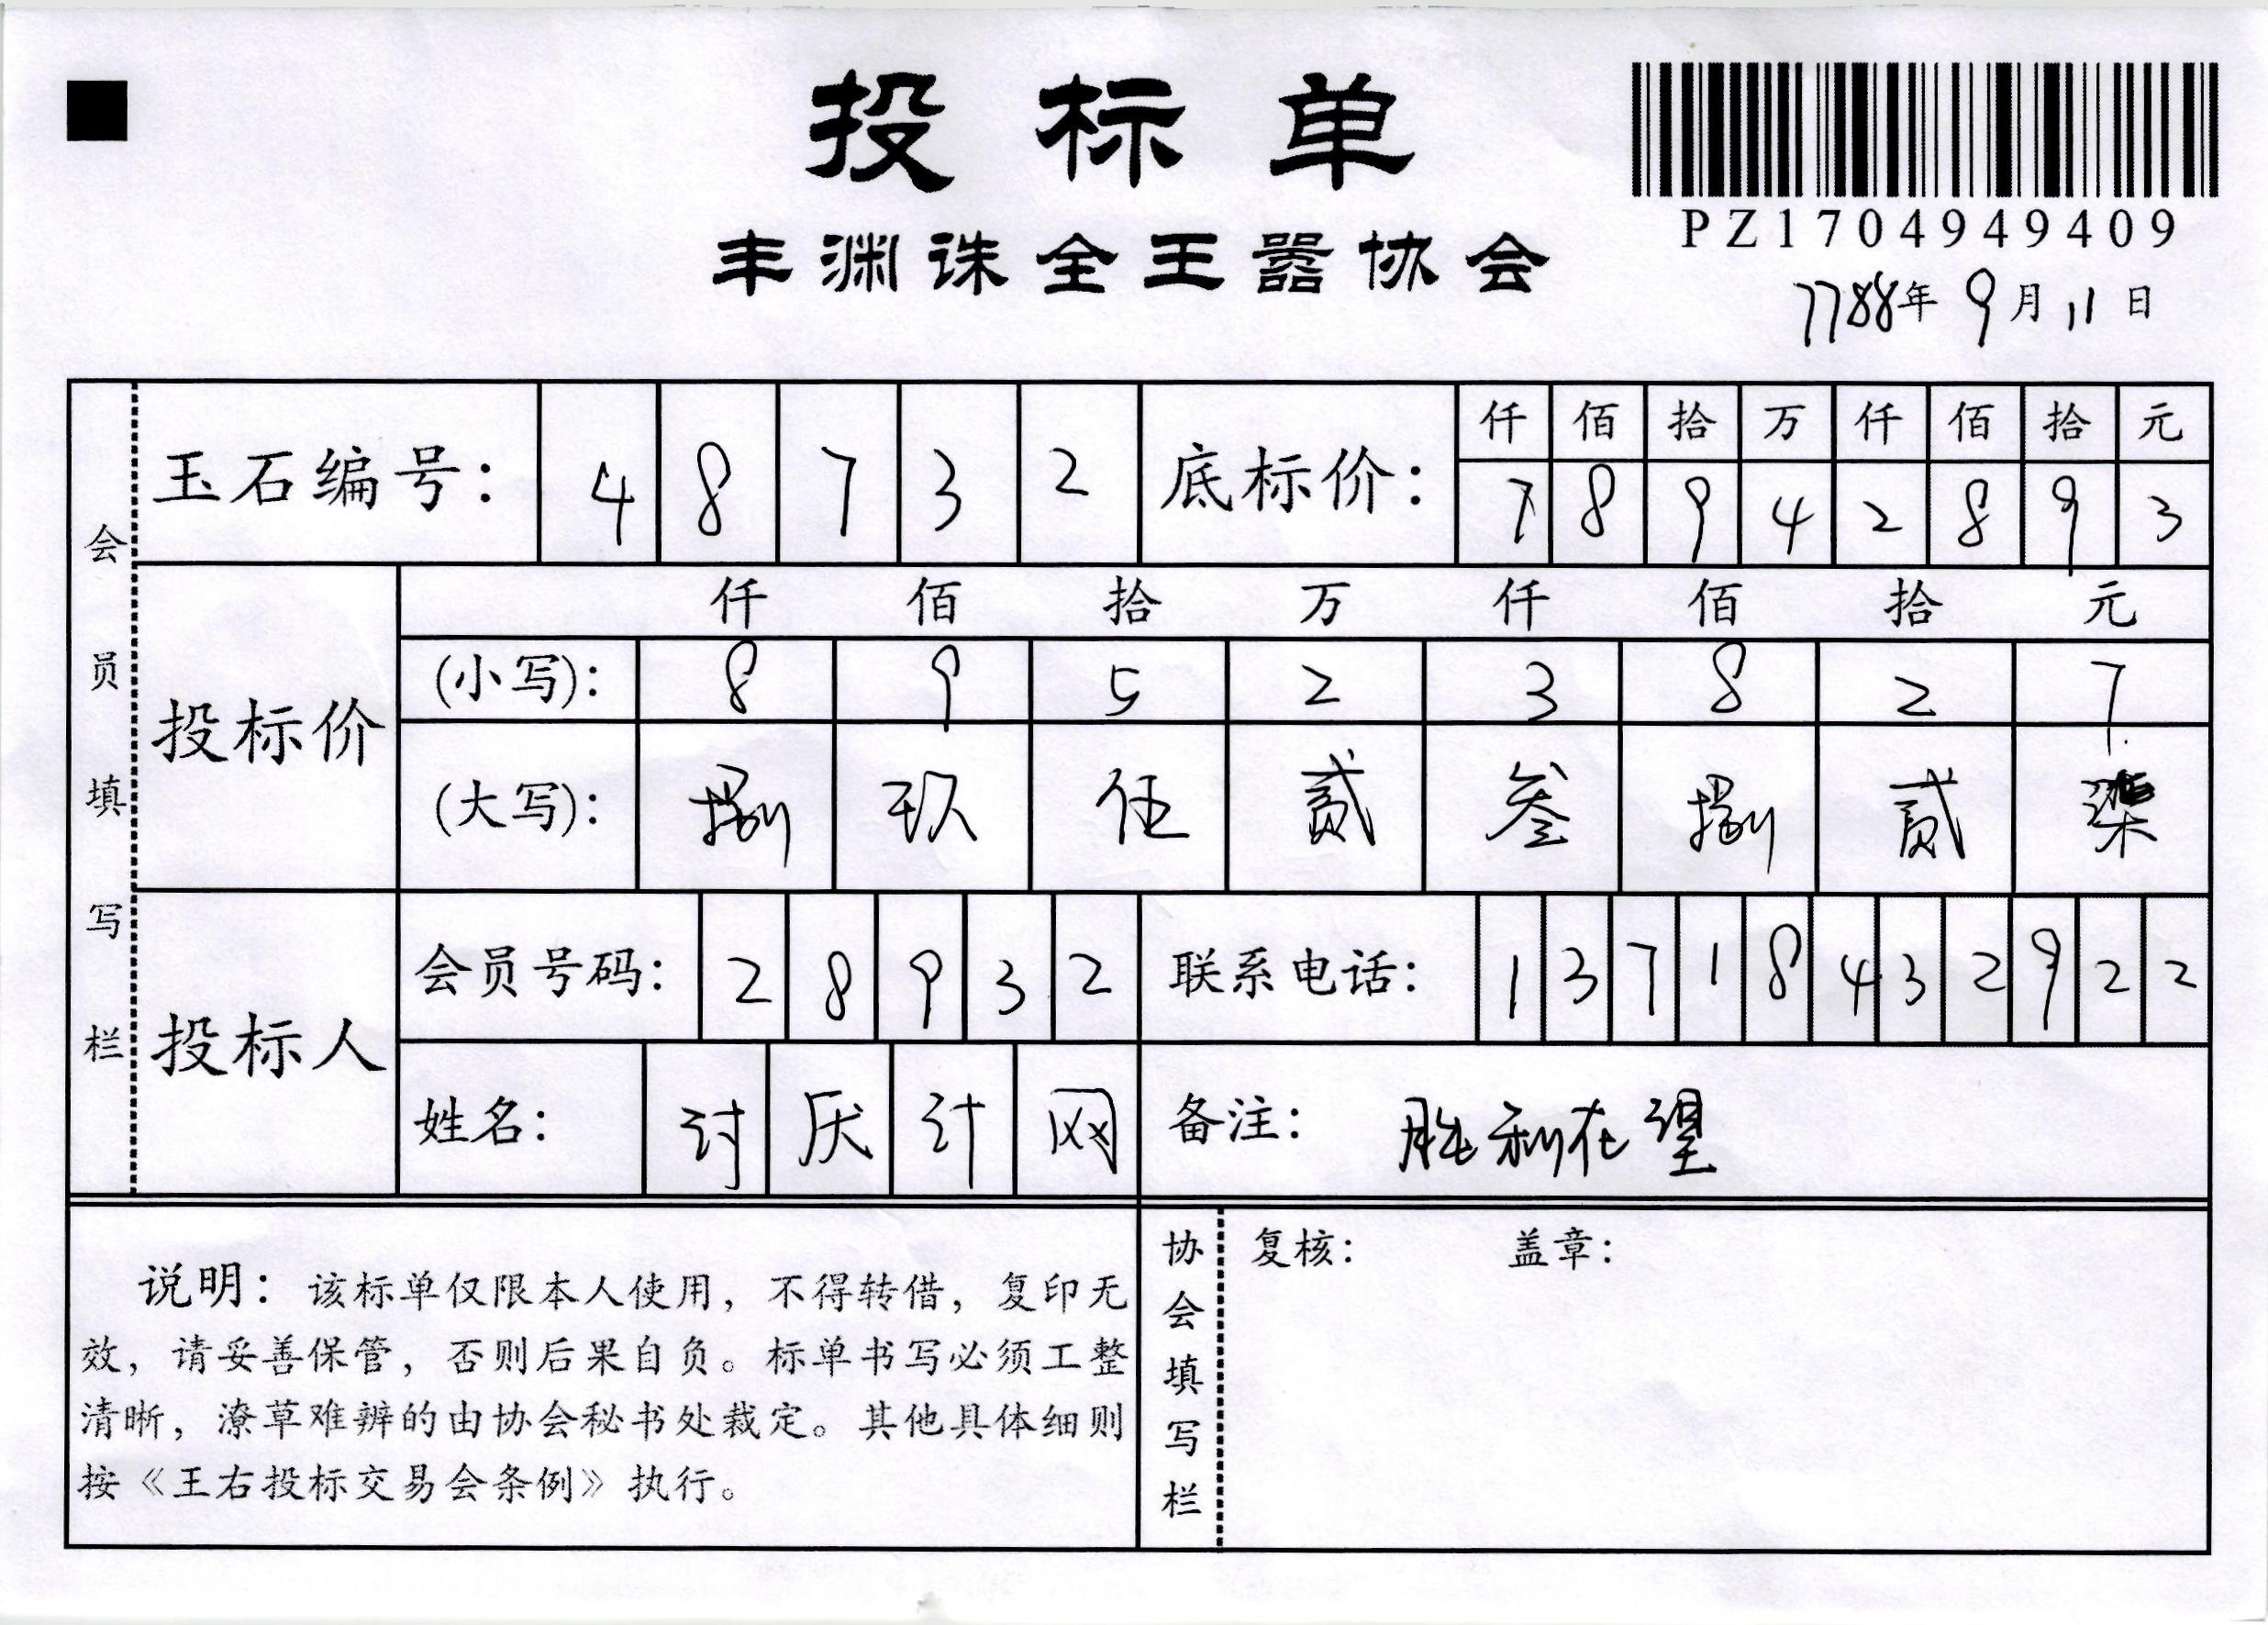 投标单
丰渊诛全王嚣协会
PZ1704949409
7788年9月11日
会员填写栏
玉石编号: 4 8 7 3 2
底标价: 仟 佰 拾 万 仟 佰 拾 元
7 8 9 4 2 8 9 3
投标价
仟 佰 拾 万 仟 佰 拾 元
(小写): 8 9 5 2 3 8 2 7
(大写): 捌 玖 伍 贰 叁 捌 贰 柒
投标人
会员号码: 2 8 9 3 2
联系电话: 1 3 7 1 8 4 3 2 9 2 2
姓名: 讨 厌 计 网
备注: 胜利在望
说明: 该标单仅限本人使用, 不得转借, 复印无
效, 请妥善保管, 否则后果自负。标单书写必须工整
清晰, 潦草难辨的由协会秘书处裁定。其他具体细则
按《王右投标交易会条例》执行。
协会填写栏
复核: 盖章: